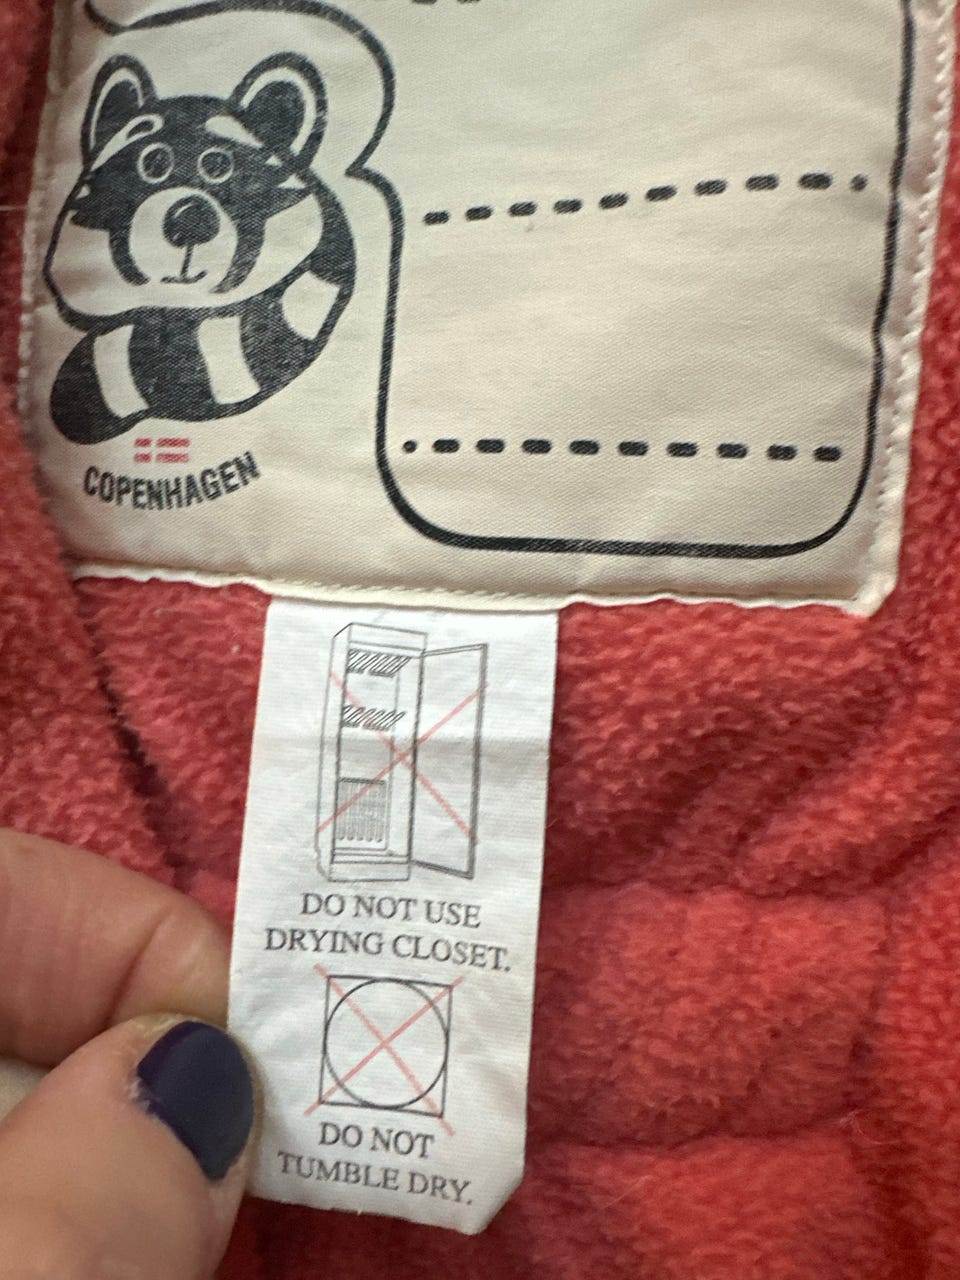 COPENHAGEN
DO NOT USE
DRYING CLOSET.
DO NOT
TUMBLE DRY.